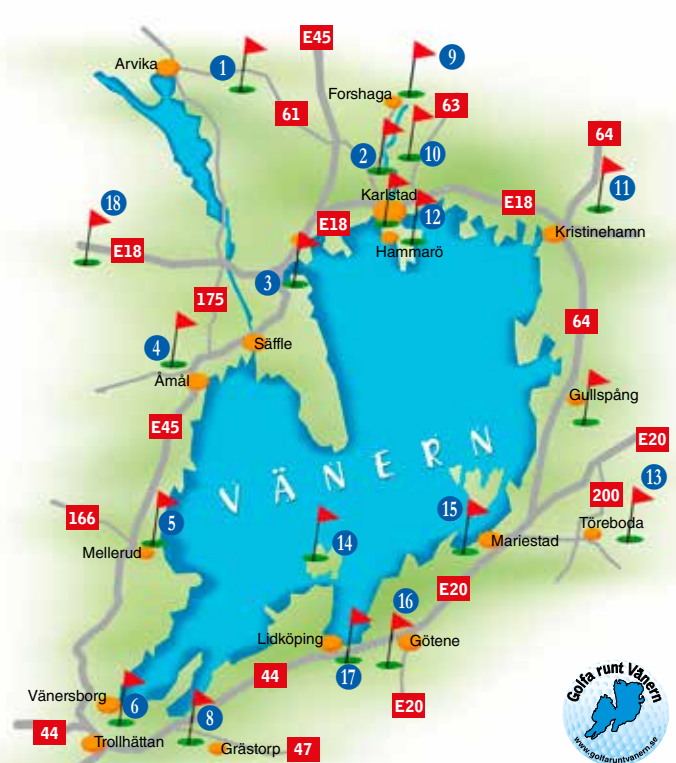 E45
9
Arvika
1
Forshaga
61
63
64
2
10
11
18
Karlstad
E18
12
E18
Kristinehamn
E18
Hammarö
3
175
64
4
Säffle
Åmål
Gullspång
E45
E20
VÄNERN
13
200
166
5
15
Töreboda
14
Mariestad
Mellerud
E20
16
Lidköping
Götene
17
44
Vänersborg
6
E20
8
44
Trollhättan
Grästorp
47
Golfa runt Vänern
www.golfaruntvanern.se